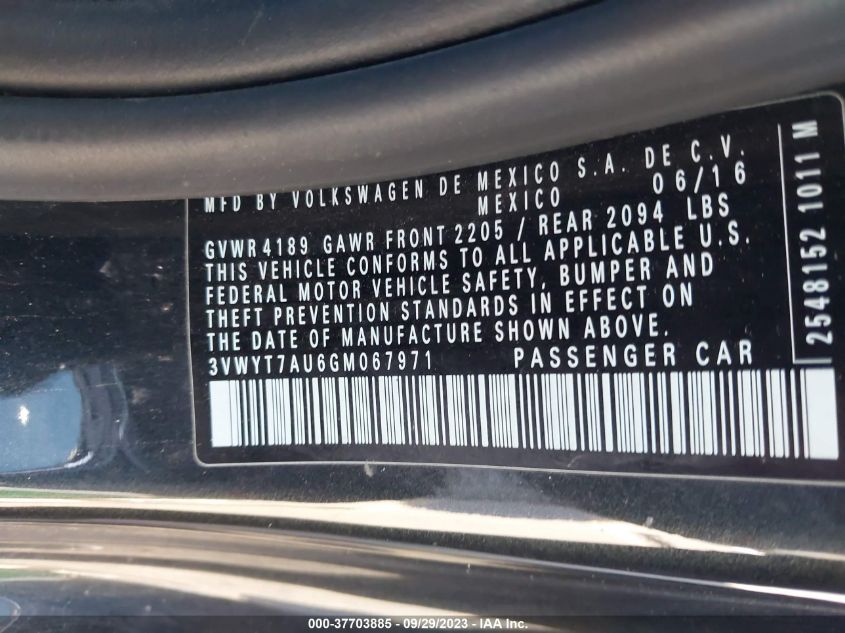 MFD BY VOLKSWAGEN DE MEXICO S.A. DE C.V.
MEXICO 06/16
GVWR 4189 GAWR FRONT 2205 / REAR 2094 LBS
THIS VEHICLE CONFORMS TO ALL APPLICABLE U.S.
FEDERAL MOTOR VEHICLE SAFETY, BUMPER AND
THEFT PREVENTION STANDARDS IN EFFECT ON
THE DATE OF MANUFACTURE SHOWN ABOVE.
3VWYT7AU6GM067971 PASSENGER CAR
2548152 1011 M
000-37703885 - 09/29/2023 - IAA Inc.